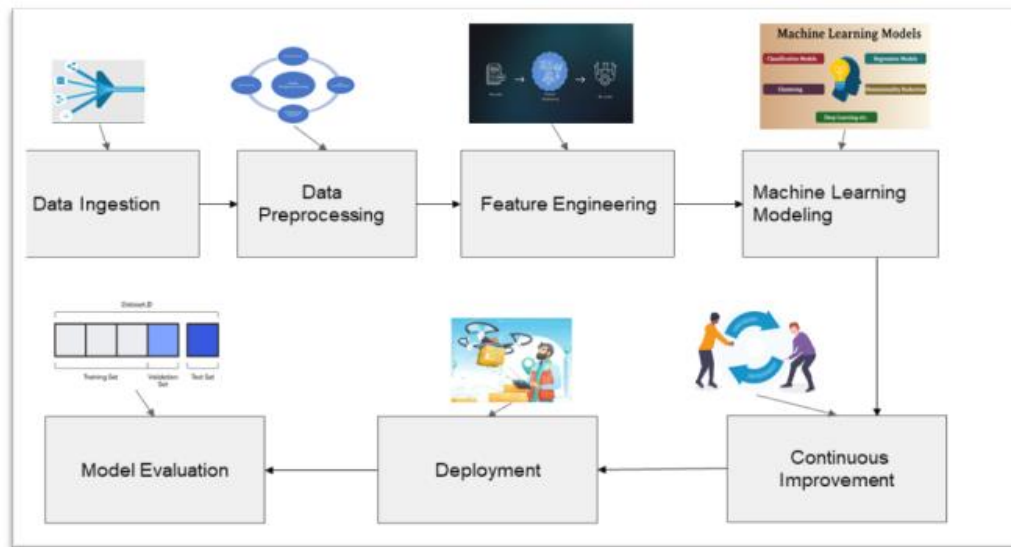 Machine Learning Models
Classification Models
Regression Models
Clustering
Dimensionality Reduction
Deep Learning etc
Data Ingestion
Data
Preprocessing
Feature Engineering
Machine Learning
Modeling
Training Set
Validation
Set
Test Set
Model Evaluation
Deployment
Continuous
Improvement